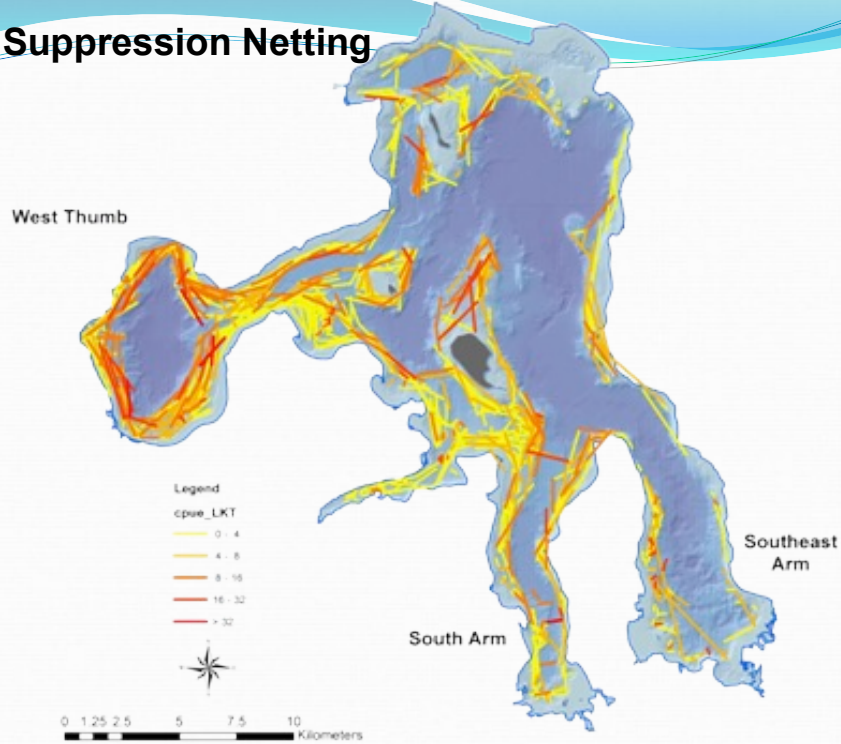 Suppression Netting
West Thumb
Legend
cpue_LKT
0 - 4
4 - 8
8 - 16
16 - 32
> 32
Southeast
Arm
South Arm
0 1.25 2.5 5 7.5 10
Kilometers